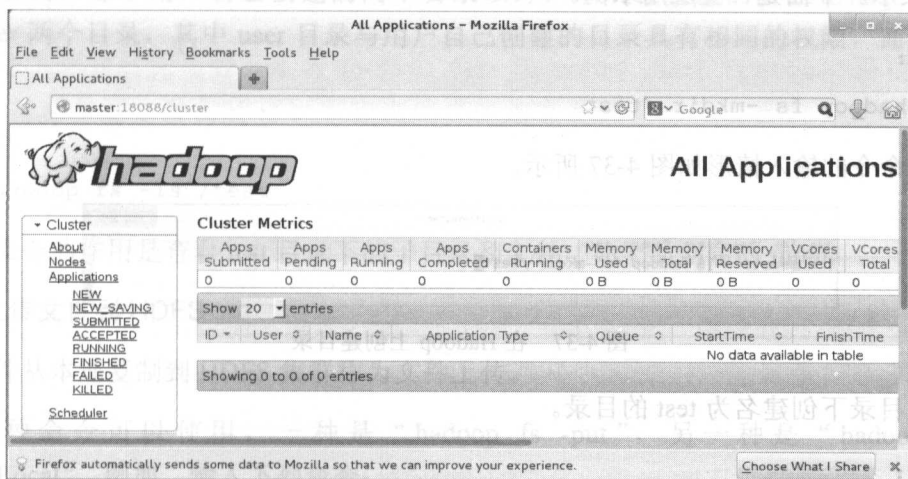 All Applications – Mozilla Firefox
File Edit View History Bookmarks Tools Help
All Applications
master:18088/cluster
Google
hadoop
All Applications
Cluster
About
Nodes
Applications
NEW
NEW_SAVING
SUBMITTED
ACCEPTED
RUNNING
FINISHED
FAILED
KILLED
Scheduler
Cluster Metrics
Apps Submitted Apps Pending Apps Running Apps Completed Containers Running Memory Used Memory Total Memory Reserved VCores Used VCores Total
0 0 0 0 0 0 B 0 B 0 B 0 0
Show 20 entries
ID User Name Application Type Queue StartTime FinishTime
No data available in table
Showing 0 to 0 of 0 entries
Firefox automatically sends some data to Mozilla so that we can improve your experience.
Choose What I Share